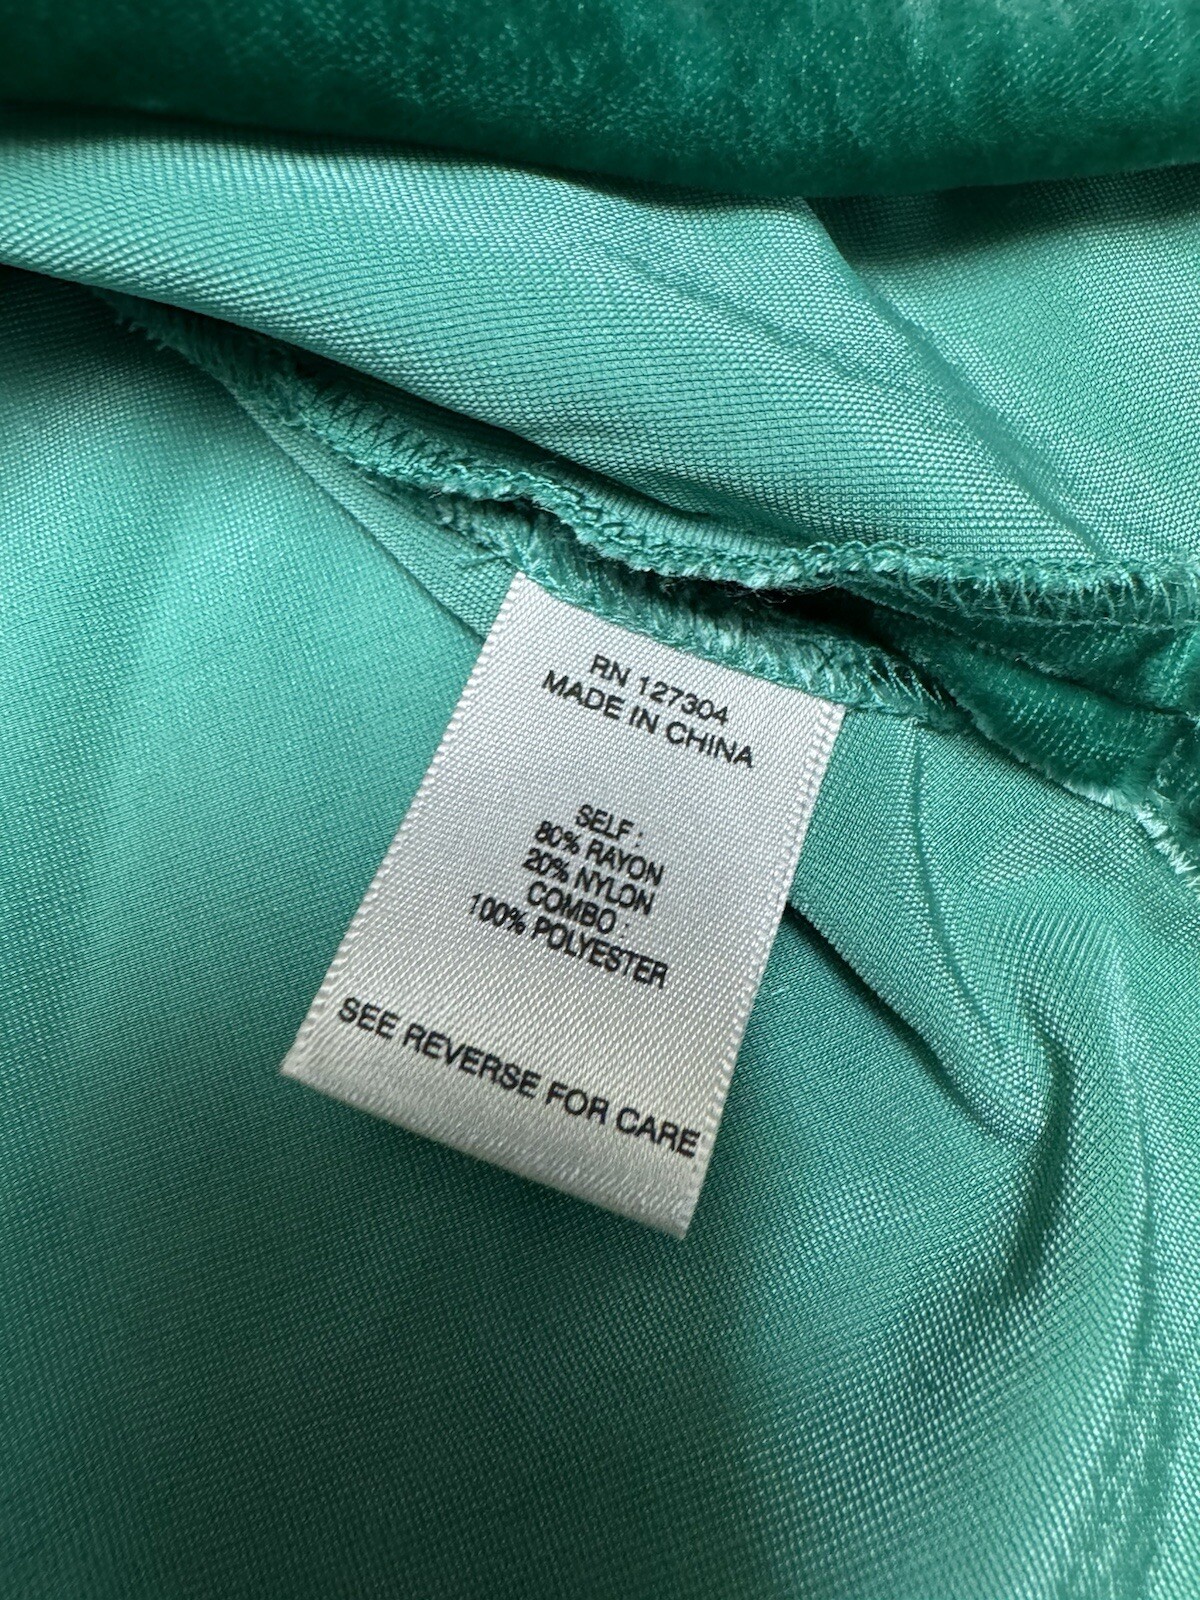 RN 127304
MADE IN CHINA
SELF :
80% RAYON
20% NYLON
COMBO :
100% POLYESTER
SEE REVERSE FOR CARE